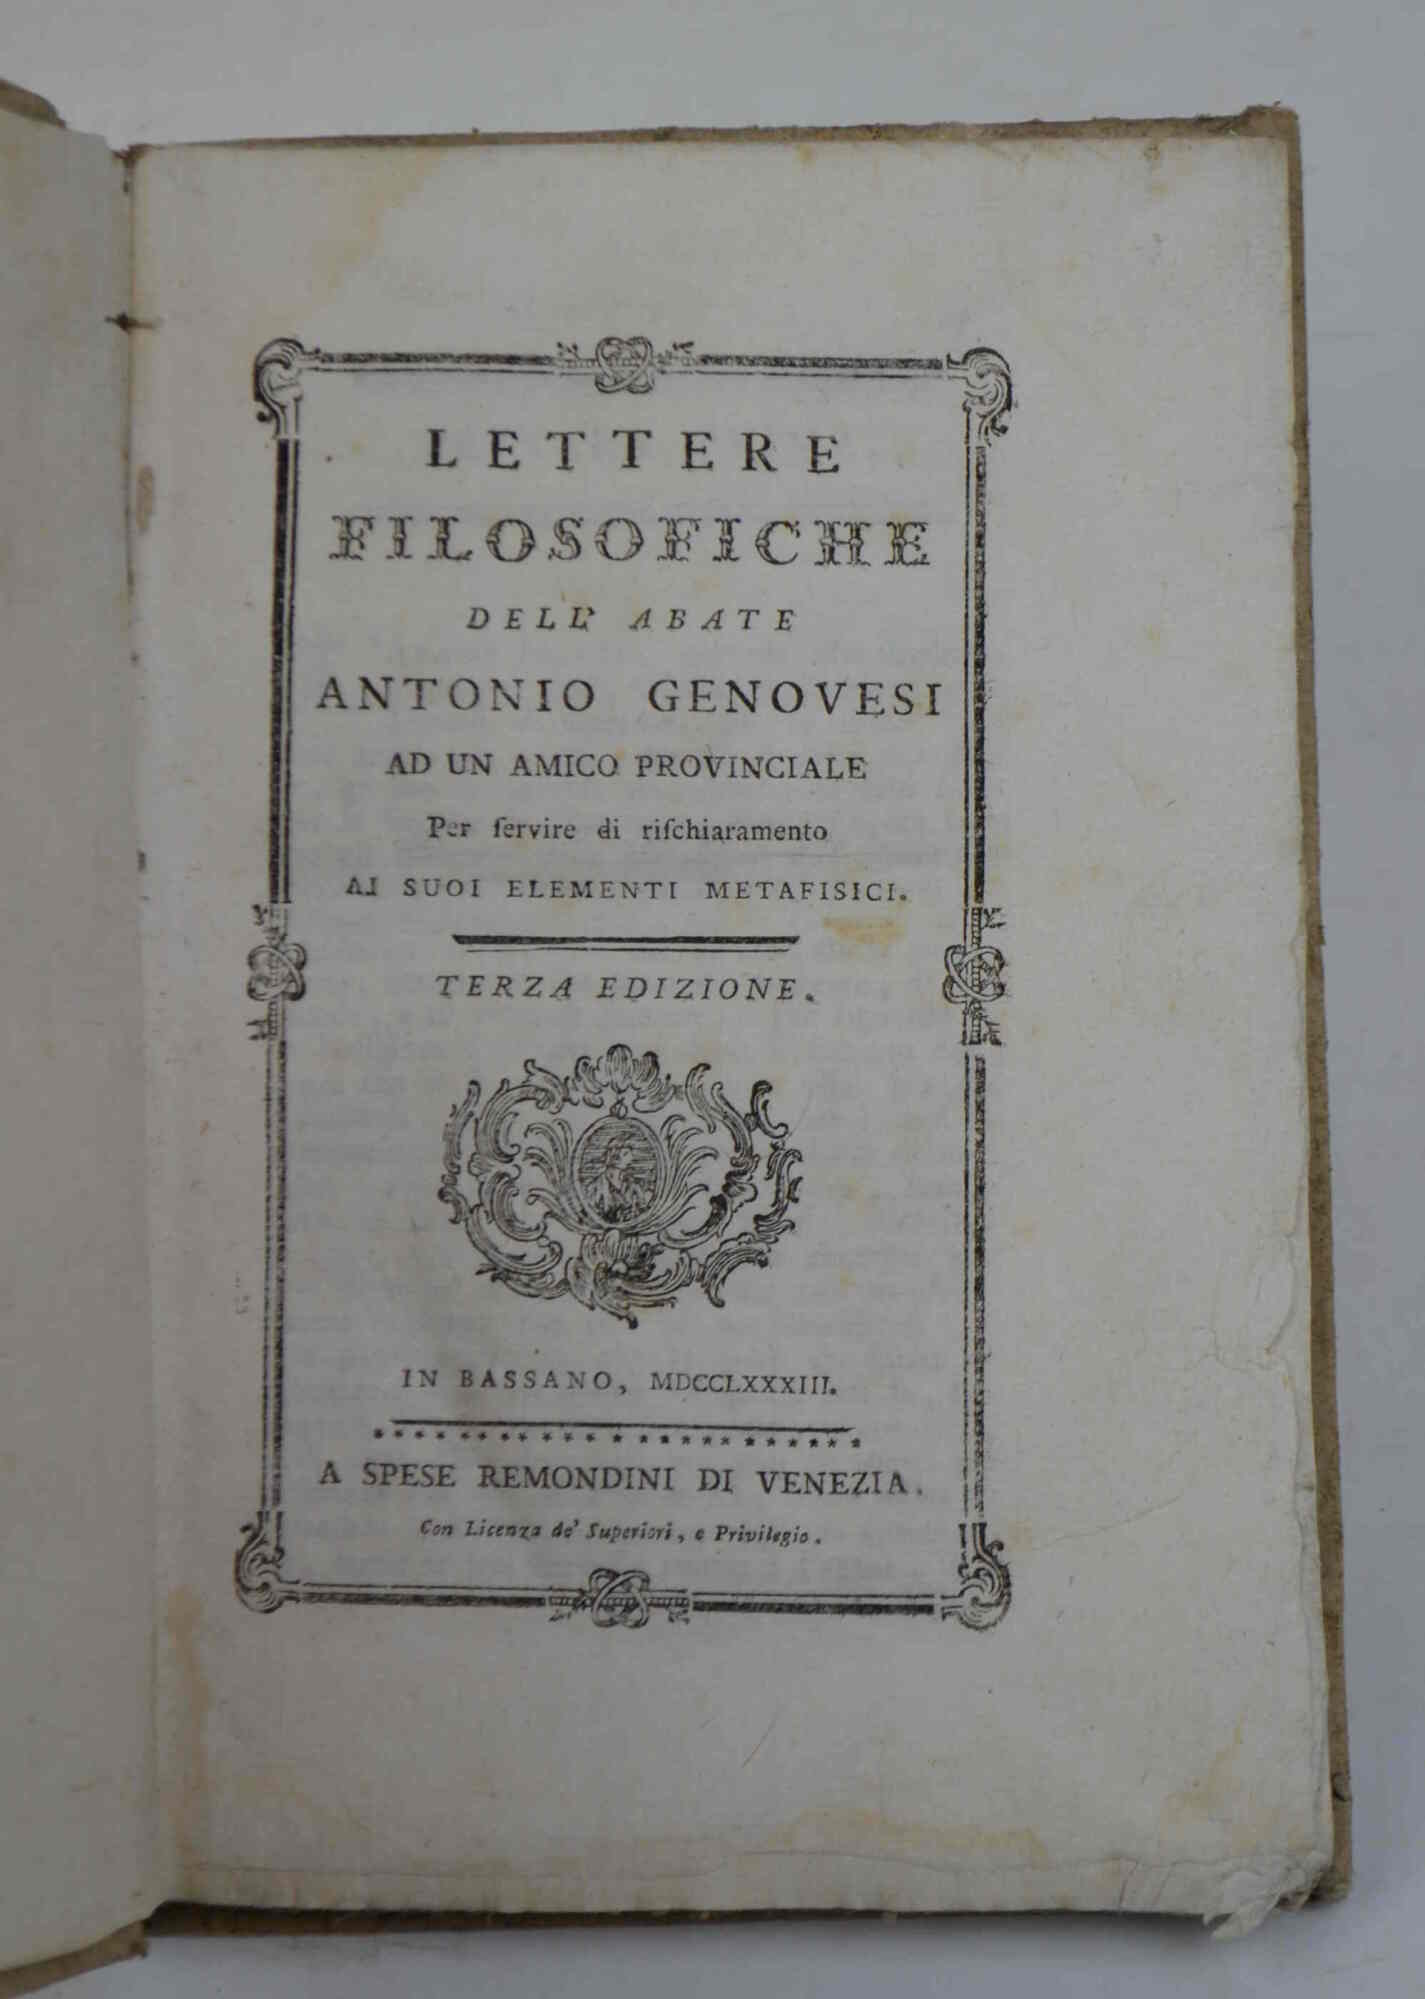 LETTERE
FILOSOFICHE
DELL' ABATE
ANTONIO GENOVESI
AD UN AMICO PROVINCIALE
Per ſervire di riſchiaramento
AI SUOI ELEMENTI METAFISICI.
TERZA EDIZIONE.
IN BASSANO, MDCCLXXXIII.
A SPESE REMONDINI DI VENEZIA.
Con Licenza de' Superiori, e Privilegio.